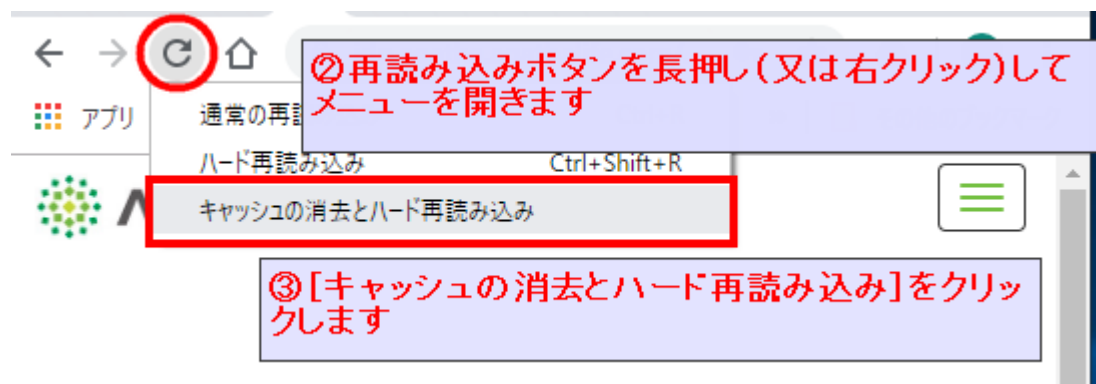 ②再読み込みボタンを長押し(又は右クリック)して
メニューを開きます
アプリ
通常の再
ハード再読み込み Ctrl+Shift+R
キャッシュの消去とハード再読み込み
③[キャッシュの消去とハード再読み込み]をクリッ
クします